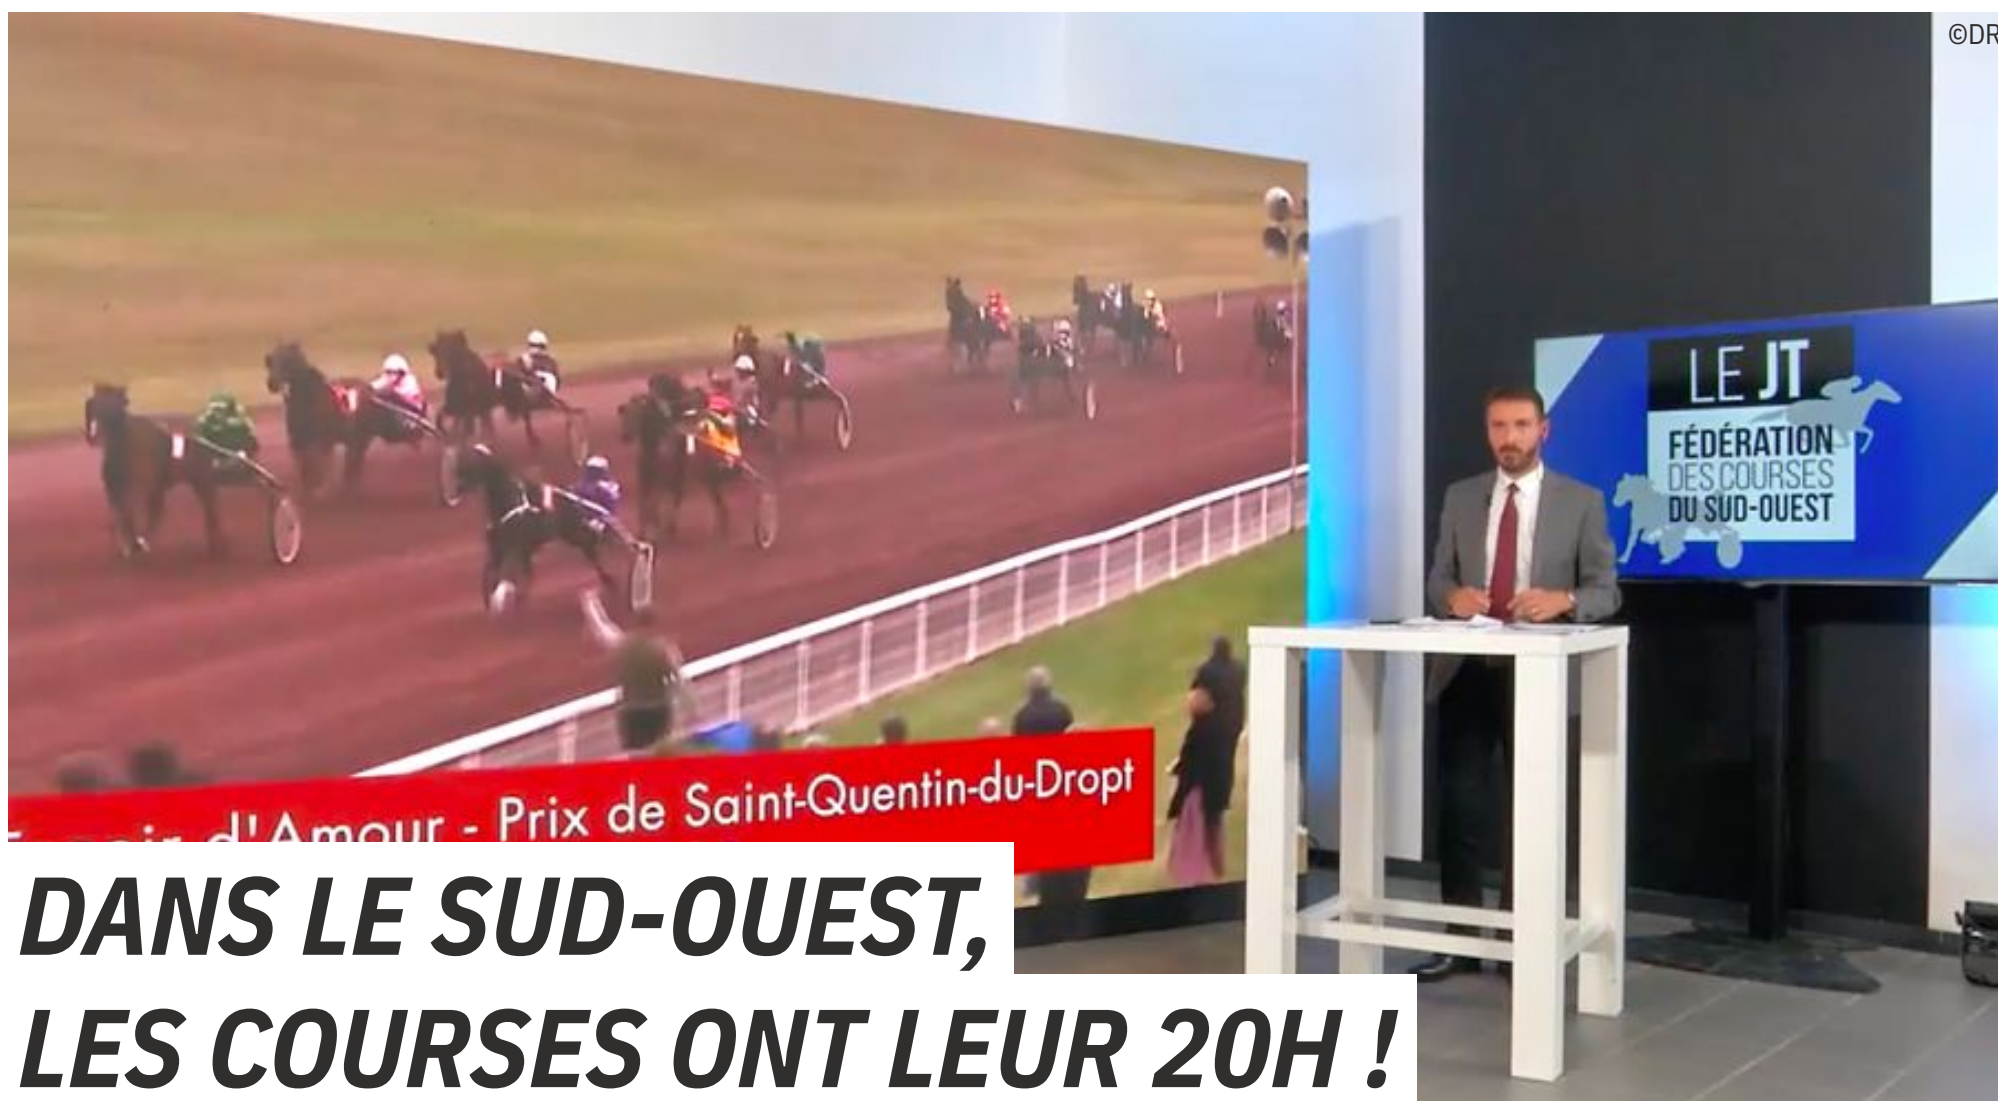 ©DR
LE JT
FÉDÉRATION
DES COURSES
DU SUD-OUEST
d'Amour - Prix de Saint-Quentin-du-Dropt
DANS LE SUD-OUEST,
LES COURSES ONT LEUR 20H !